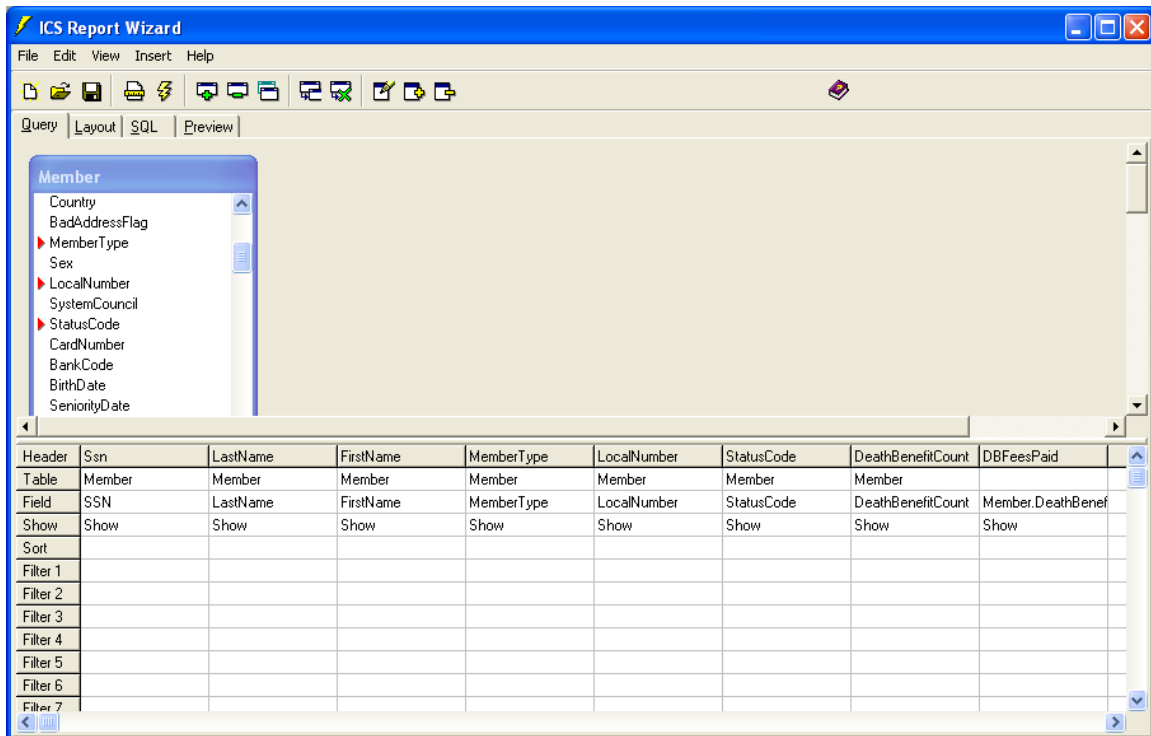 ICS Report Wizard
File Edit View Insert Help
Query Layout SQL Preview
Member
Country
BadAddressFlag
MemberType
Sex
LocalNumber
SystemCouncil
StatusCode
CardNumber
BankCode
BirthDate
SeniorityDate
Header Ssn LastName FirstName MemberType LocalNumber StatusCode DeathBenefitCount DBFeesPaid
Table Member Member Member Member Member Member Member
Field SSN LastName FirstName MemberType LocalNumber StatusCode DeathBenefitCount Member.DeathBenef
Show Show Show Show Show Show Show Show Show
Sort
Filter 1
Filter 2
Filter 3
Filter 4
Filter 5
Filter 6
Filter 7